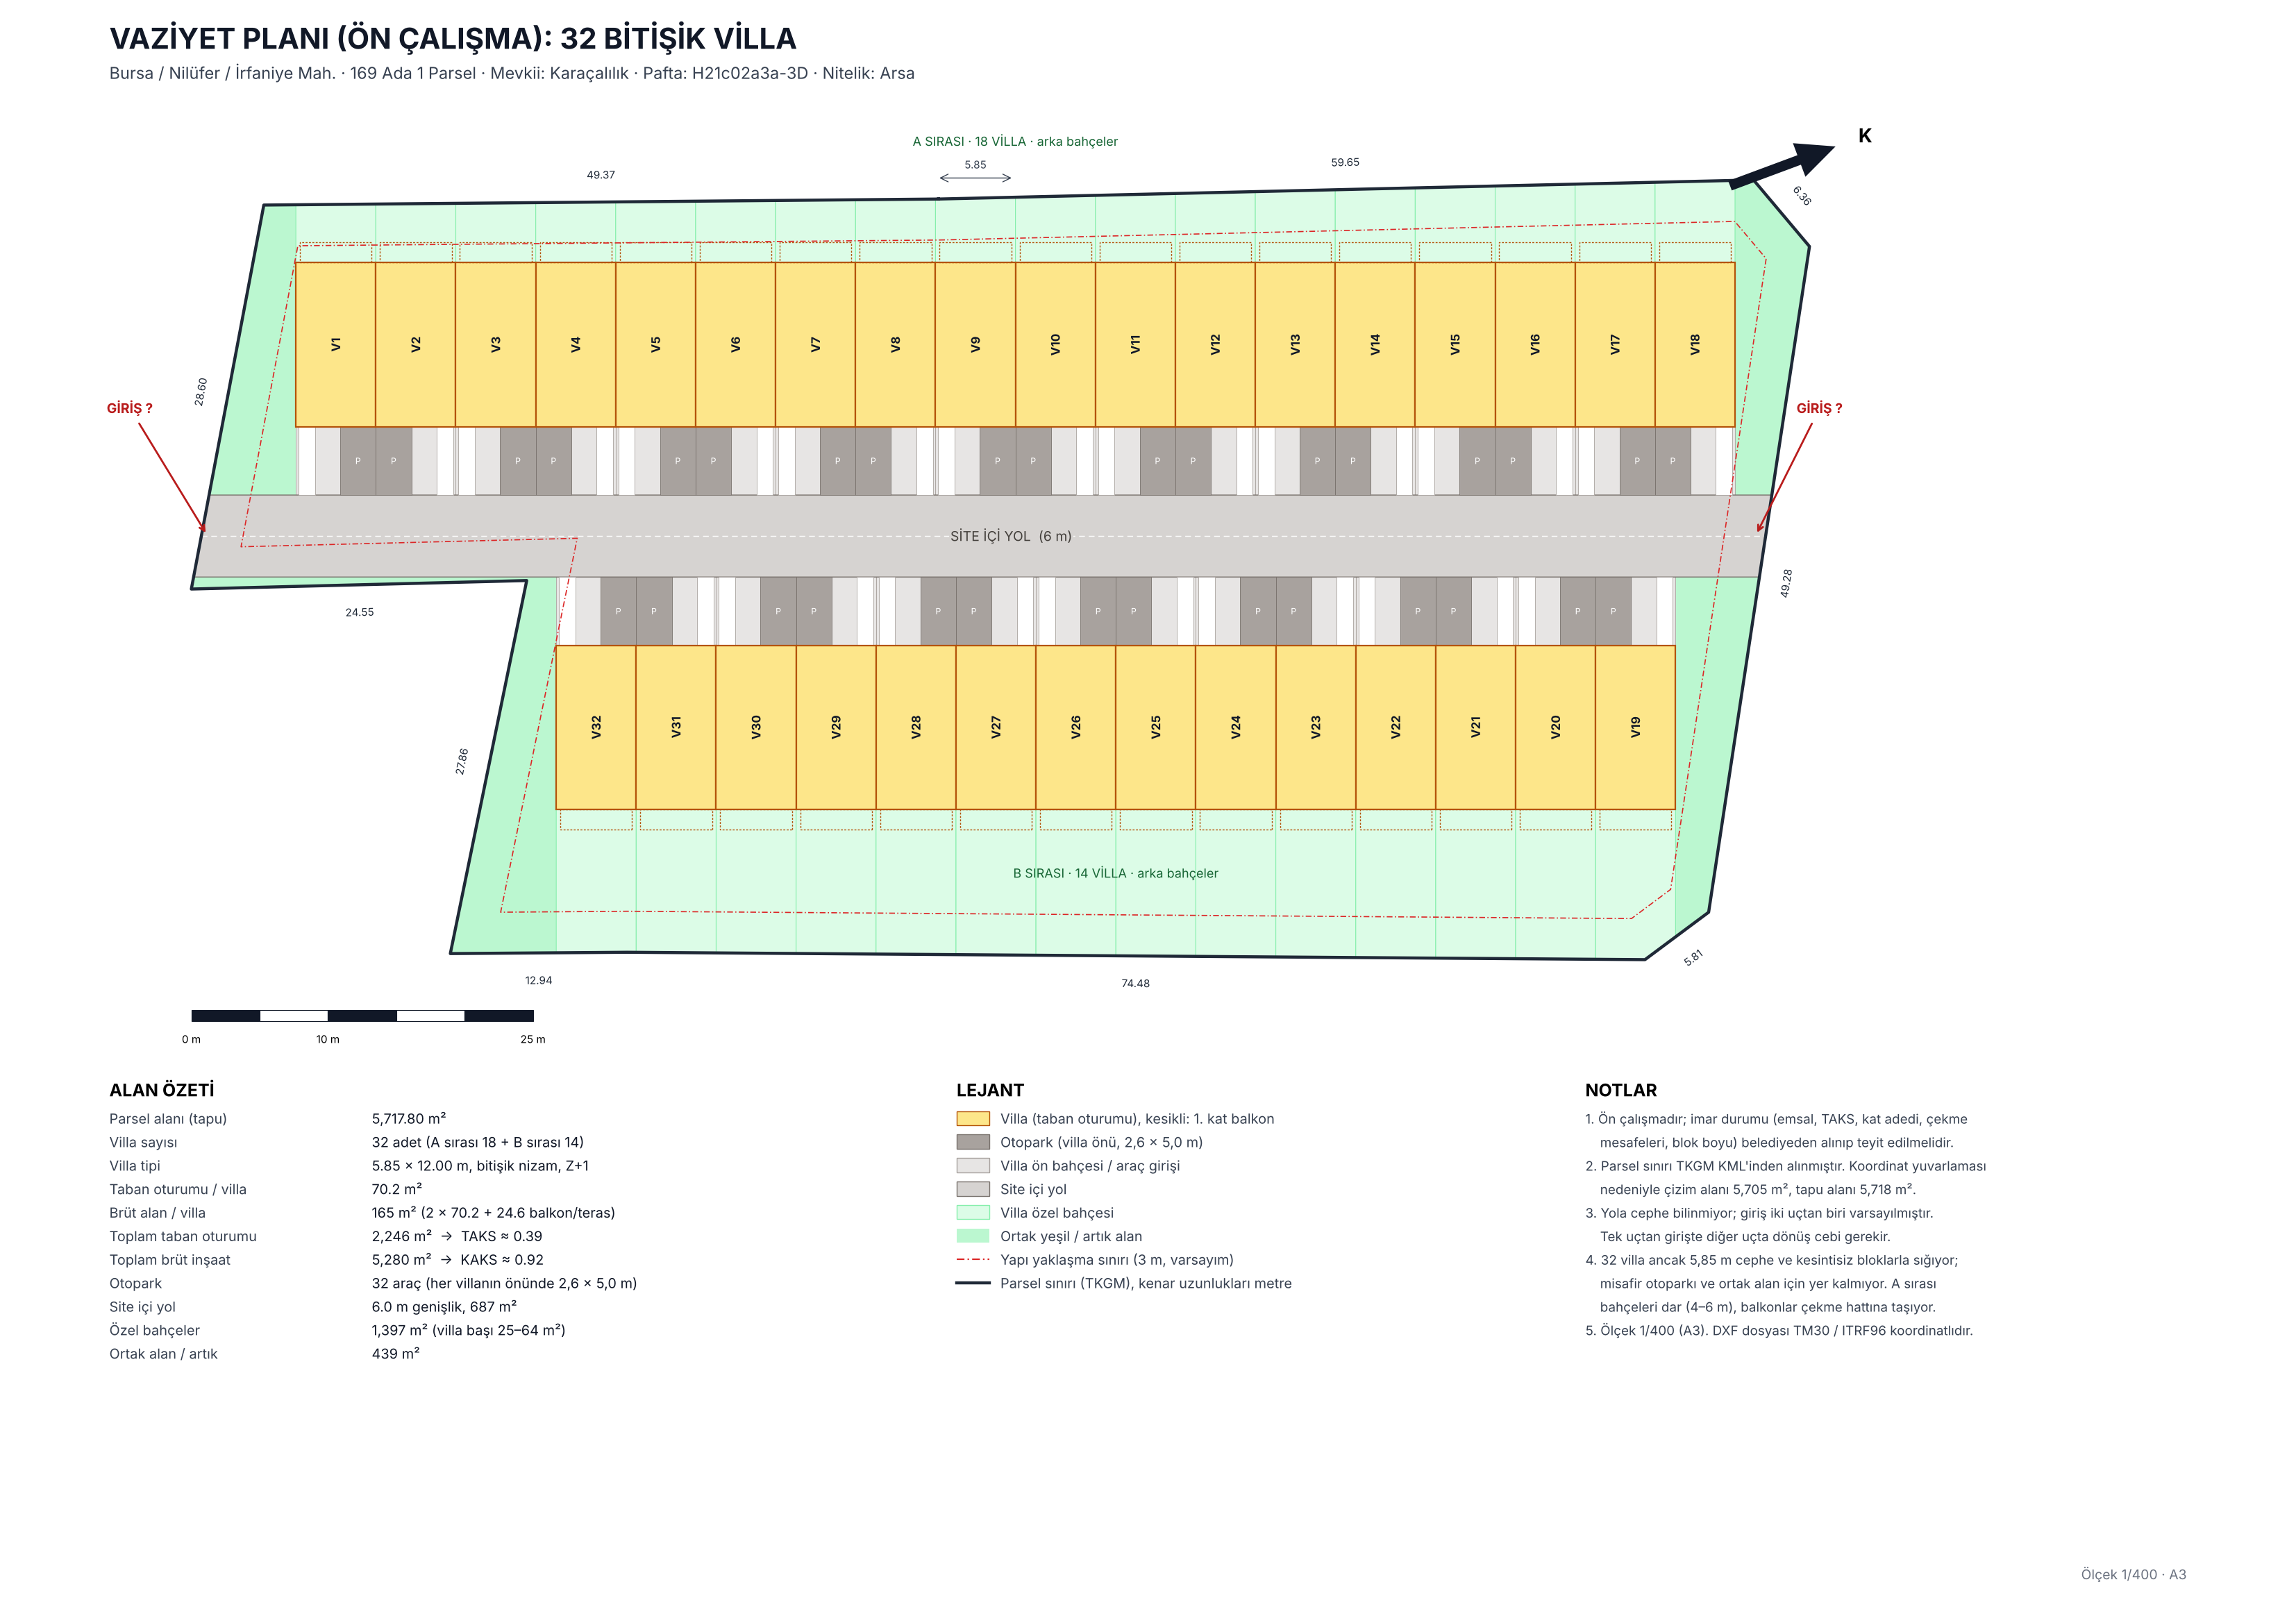 VAZİYET PLANI (ÖN ÇALIŞMA): 32 BİTİŞİK VİLLA
Bursa / Nilüfer / İrfaniye Mah. · 169 Ada 1 Parsel · Mevkii: Karaçalılık · Pafta: H21c02a3a-3D · Nitelik: Arsa
K
A SIRASI · 18 VİLLA · arka bahçeler
5.85
49.37
59.65
6.36
V1
V2
V3
V4
V5
V6
V7
V8
V9
V10
V11
V12
V13
V14
V15
V16
V17
V18
28.60
GİRİŞ ?
GİRİŞ ?
P P P P P P P P P P P P P P P P P P
SİTE İÇİ YOL (6 m)
49.28
24.55
P P P P P P P P P P P P P P
V32
V31
V30
V29
V28
V27
V26
V25
V24
V23
V22
V21
V20
V19
27.86
B SIRASI · 14 VİLLA · arka bahçeler
5.81
12.94
74.48
0 m
10 m
25 m
ALAN ÖZETİ
Parsel alanı (tapu) 5,717.80 m²
Villa sayısı 32 adet (A sırası 18 + B sırası 14)
Villa tipi 5.85 × 12.00 m, bitişik nizam, Z+1
Taban oturumu / villa 70.2 m²
Brüt alan / villa 165 m² (2 × 70.2 + 24.6 balkon/teras)
Toplam taban oturumu 2,246 m² → TAKS ≈ 0.39
Toplam brüt inşaat 5,280 m² → KAKS ≈ 0.92
Otopark 32 araç (her villanın önünde 2,6 × 5,0 m)
Site içi yol 6.0 m genişlik, 687 m²
Özel bahçeler 1,397 m² (villa başı 25–64 m²)
Ortak alan / artık 439 m²
LEJANT
Villa (taban oturumu), kesikli: 1. kat balkon
Otopark (villa önü, 2,6 × 5,0 m)
Villa ön bahçesi / araç girişi
Site içi yol
Villa özel bahçesi
Ortak yeşil / artık alan
Yapı yaklaşma sınırı (3 m, varsayım)
Parsel sınırı (TKGM), kenar uzunlukları metre
NOTLAR
1. Ön çalışmadır; imar durumu (emsal, TAKS, kat adedi, çekme
mesafeleri, blok boyu) belediyeden alınıp teyit edilmelidir.
2. Parsel sınırı TKGM KML'inden alınmıştır. Koordinat yuvarlaması
nedeniyle çizim alanı 5,705 m², tapu alanı 5,718 m².
3. Yola cephe bilinmiyor; giriş iki uçtan biri varsayılmıştır.
Tek uçtan girişte diğer uçta dönüş cebi gerekir.
4. 32 villa ancak 5,85 m cephe ve kesintisiz bloklarla sığıyor;
misafir otoparkı ve ortak alan için yer kalmıyor. A sırası
bahçeleri dar (4–6 m), balkonlar çekme hattına taşıyor.
5. Ölçek 1/400 (A3). DXF dosyası TM30 / ITRF96 koordinatlıdır.
Ölçek 1/400 · A3